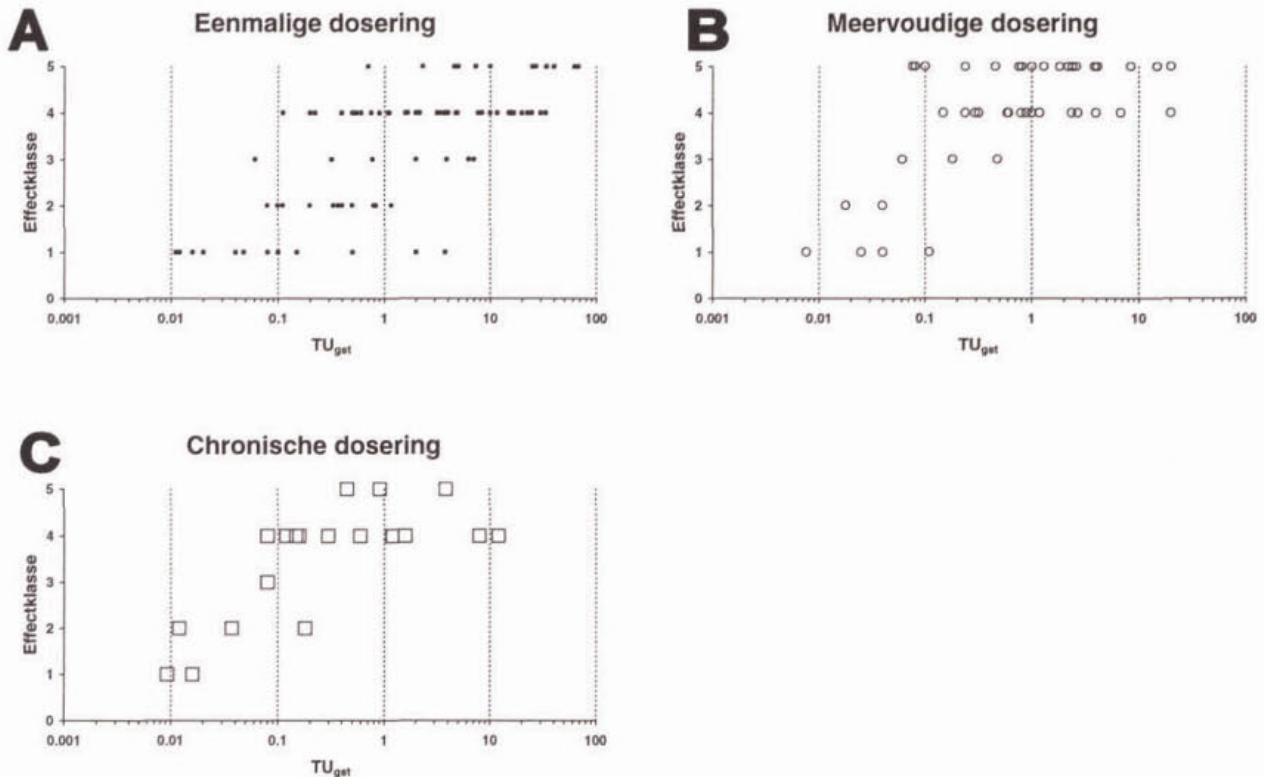 A
Eenmalige dosering
Effectklasse
5
4
3
2
1
0
0.001 0.01 0.1 1 10 100
TUgst
B
Meervoudige dosering
Effectklasse
5
4
3
2
1
0
0.001 0.01 0.1 1 10 100
TUgst
C
Chronische dosering
Effectklasse
5
4
3
2
1
0
0.001 0.01 0.1 1 10 100
TUgst